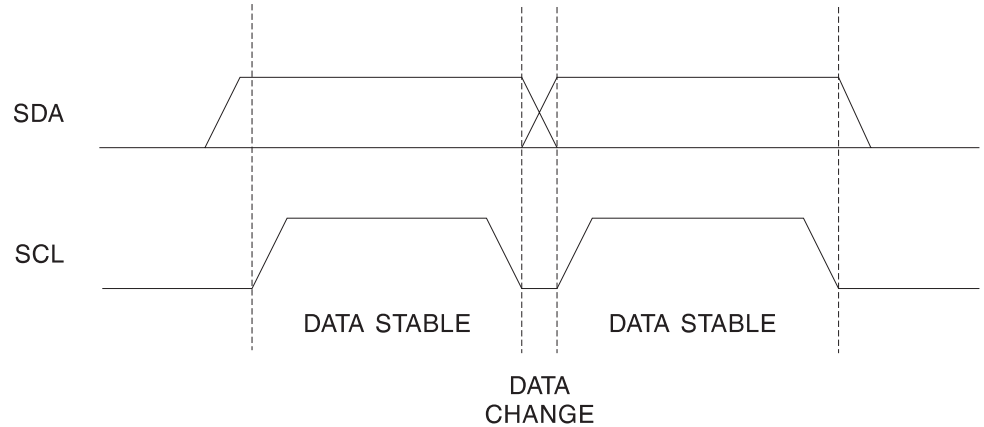 SDA
SCL
DATA STABLE
DATA STABLE
DATA
CHANGE